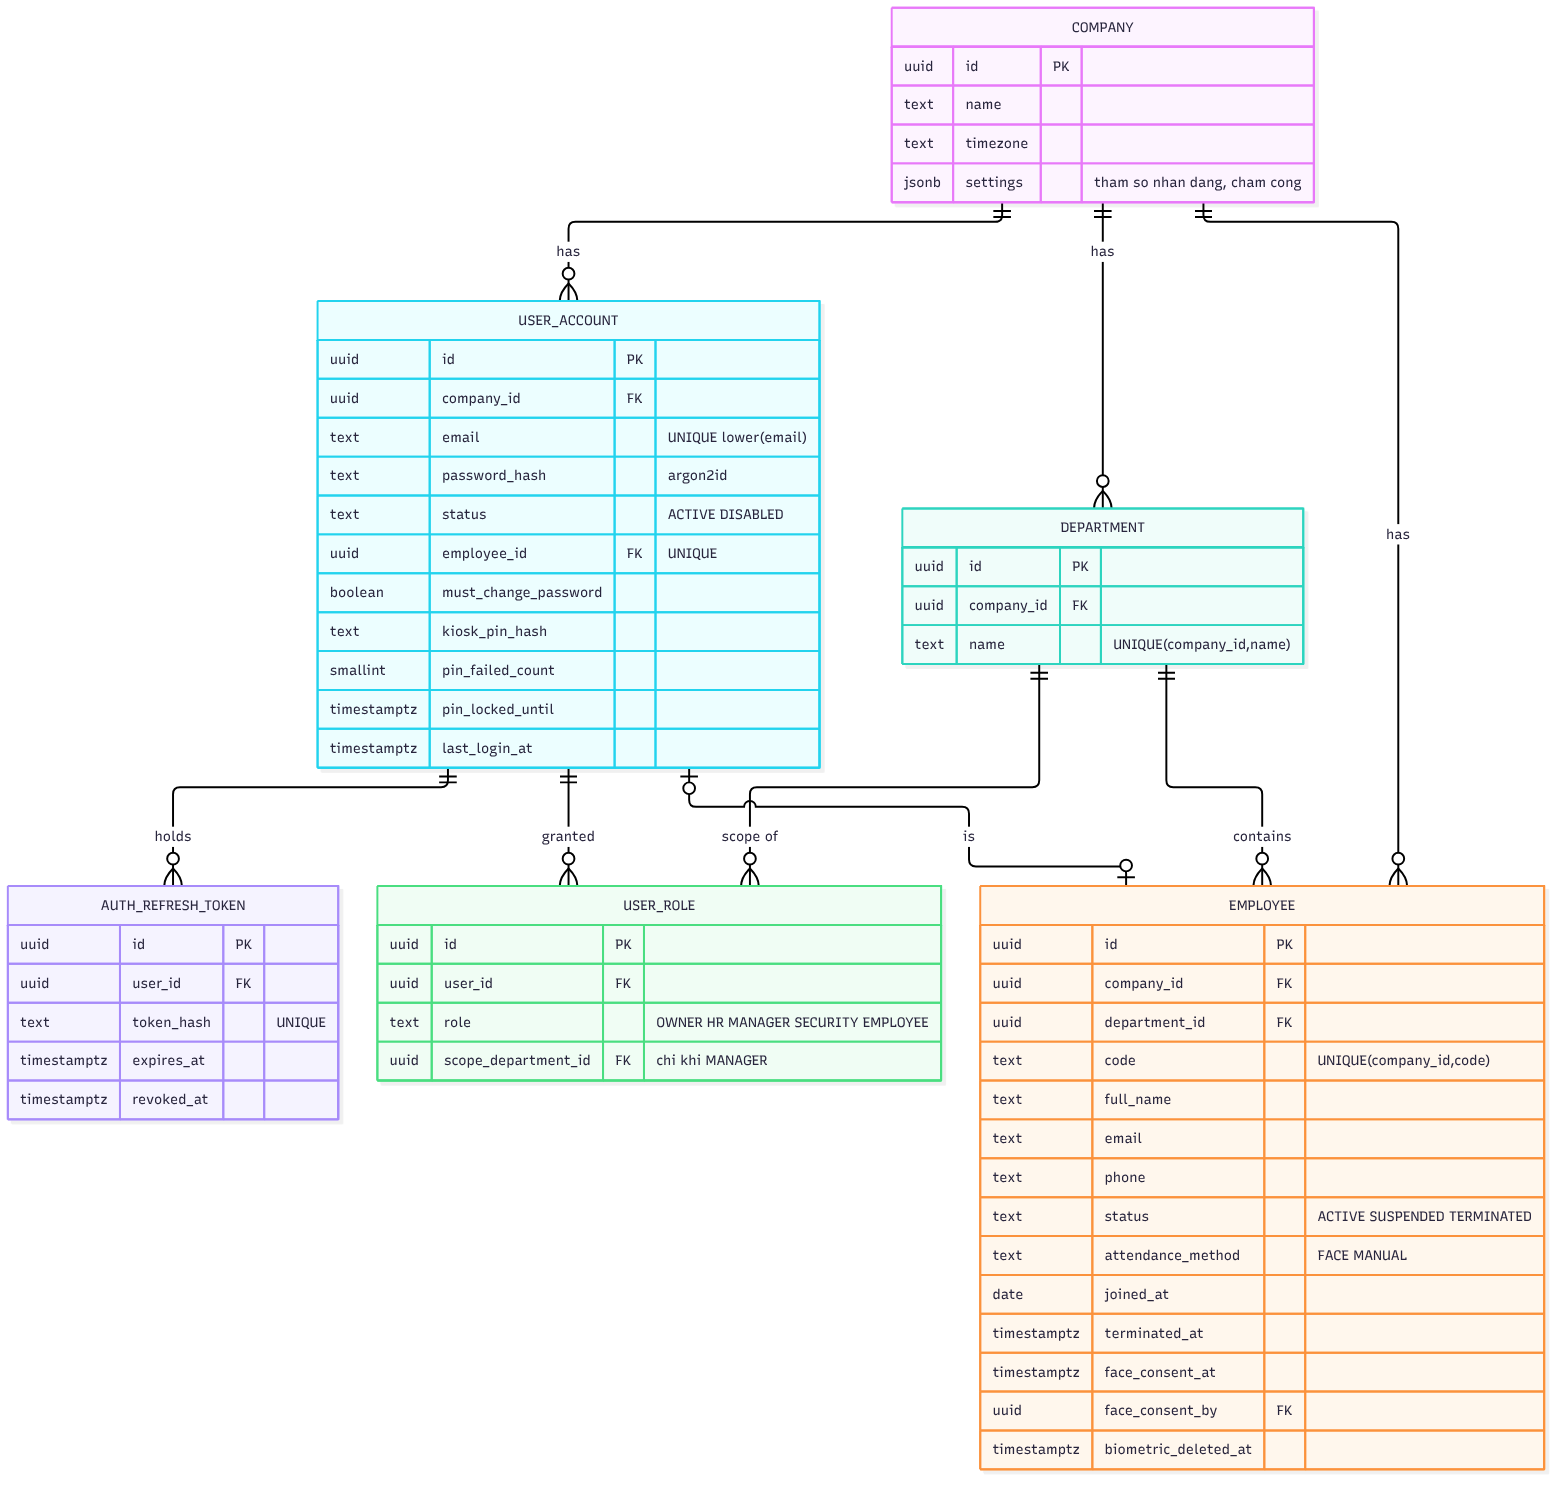 COMPANY
uuid id PK
text name
text timezone
jsonb settings tham so nhan dang, cham cong
has
has
has
USER_ACCOUNT
uuid id PK
uuid company_id FK
text email UNIQUE lower(email)
text password_hash argon2id
text status ACTIVE DISABLED
uuid employee_id FK UNIQUE
boolean must_change_password
text kiosk_pin_hash
smallint pin_failed_count
timestamptz pin_locked_until
timestamptz last_login_at
DEPARTMENT
uuid id PK
uuid company_id FK
text name UNIQUE(company_id,name)
holds
granted
scope of
is
contains
AUTH_REFRESH_TOKEN
uuid id PK
uuid user_id FK
text token_hash UNIQUE
timestamptz expires_at
timestamptz revoked_at
USER_ROLE
uuid id PK
uuid user_id FK
text role OWNER HR MANAGER SECURITY EMPLOYEE
uuid scope_department_id FK chi khi MANAGER
EMPLOYEE
uuid id PK
uuid company_id FK
uuid department_id FK
text code UNIQUE(company_id,code)
text full_name
text email
text phone
text status ACTIVE SUSPENDED TERMINATED
text attendance_method FACE MANUAL
date joined_at
timestamptz terminated_at
timestamptz face_consent_at
uuid face_consent_by FK
timestamptz biometric_deleted_at